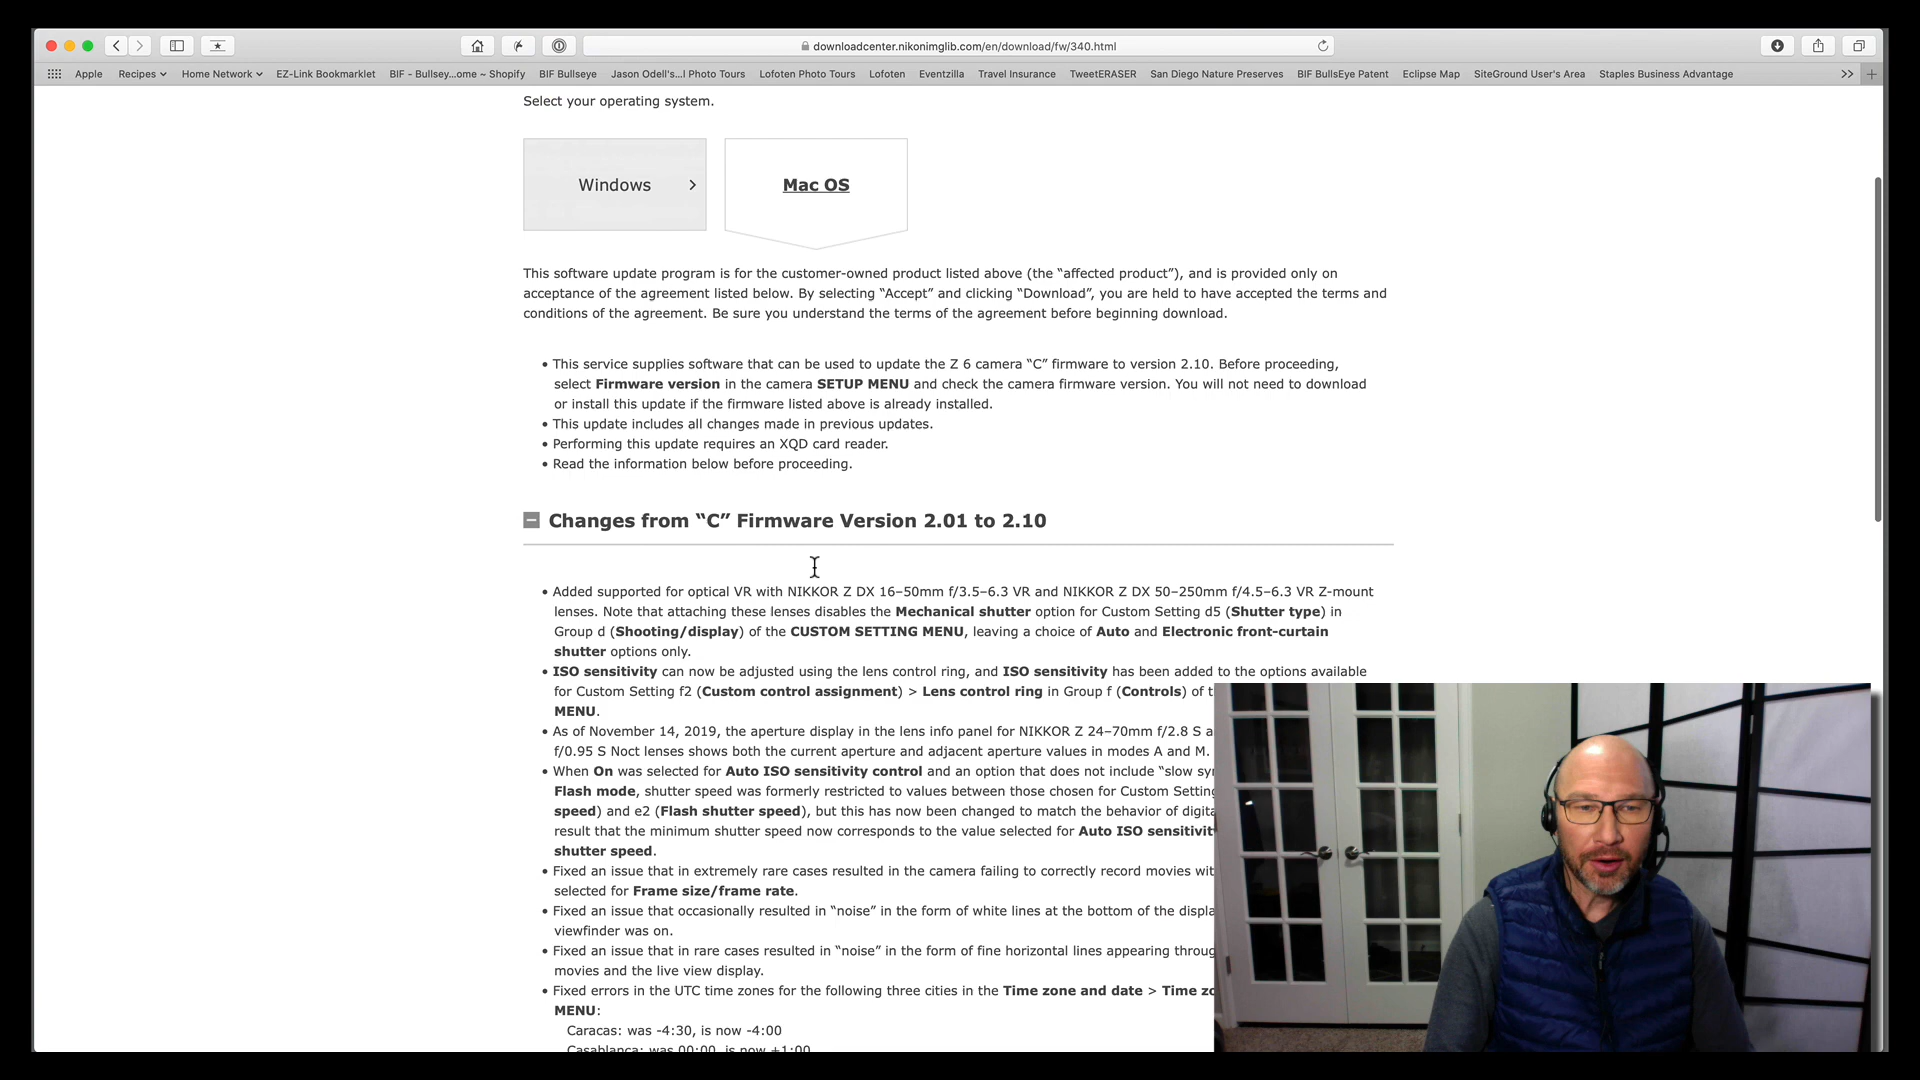 downloadcenter.nikonimglib.com/en/download/fw/340.html
Apple Recipes Home Network EZ-Link Bookmarklet BIF - Bullsey...ome ~ Shopify BIF Bullseye Jason Odell's...l Photo Tours Lofoten Photo Tours Lofoten Eventzilla Travel Insurance TweetERASER San Diego Nature Preserves BIF BullsEye Patent Eclipse Map SiteGround User's Area Staples Business Advantage
Select your operating system.
Windows
Mac OS
This software update program is for the customer-owned product listed above (the “affected product”), and is provided only on
acceptance of the agreement listed below. By selecting “Accept” and clicking “Download”, you are held to have accepted the terms and
conditions of the agreement. Be sure you understand the terms of the agreement before beginning download.
• This service supplies software that can be used to update the Z 6 camera “C” firmware to version 2.10. Before proceeding,
select Firmware version in the camera SETUP MENU and check the camera firmware version. You will not need to download
or install this update if the firmware listed above is already installed.
• This update includes all changes made in previous updates.
• Performing this update requires an XQD card reader.
• Read the information below before proceeding.
Changes from “C” Firmware Version 2.01 to 2.10
• Added supported for optical VR with NIKKOR Z DX 16–50mm f/3.5–6.3 VR and NIKKOR Z DX 50–250mm f/4.5–6.3 VR Z-mount
lenses. Note that attaching these lenses disables the Mechanical shutter option for Custom Setting d5 (Shutter type) in
Group d (Shooting/display) of the CUSTOM SETTING MENU, leaving a choice of Auto and Electronic front-curtain
shutter options only.
• ISO sensitivity can now be adjusted using the lens control ring, and ISO sensitivity has been added to the options available
for Custom Setting f2 (Custom control assignment) > Lens control ring in Group f (Controls) of t
MENU.
• As of November 14, 2019, the aperture display in the lens info panel for NIKKOR Z 24–70mm f/2.8 S a
f/0.95 S Noct lenses shows both the current aperture and adjacent aperture values in modes A and M.
• When On was selected for Auto ISO sensitivity control and an option that does not include “slow sy
Flash mode, shutter speed was formerly restricted to values between those chosen for Custom Setting
speed) and e2 (Flash shutter speed), but this has now been changed to match the behavior of digita
result that the minimum shutter speed now corresponds to the value selected for Auto ISO sensitivit
shutter speed.
• Fixed an issue that in extremely rare cases resulted in the camera failing to correctly record movies wit
selected for Frame size/frame rate.
• Fixed an issue that occasionally resulted in “noise” in the form of white lines at the bottom of the displa
viewfinder was on.
• Fixed an issue that in rare cases resulted in “noise” in the form of fine horizontal lines appearing throug
movies and the live view display.
• Fixed errors in the UTC time zones for the following three cities in the Time zone and date > Time zo
MENU:
Caracas: was -4:30, is now -4:00
Casablanca: was 00:00, is now +1:00